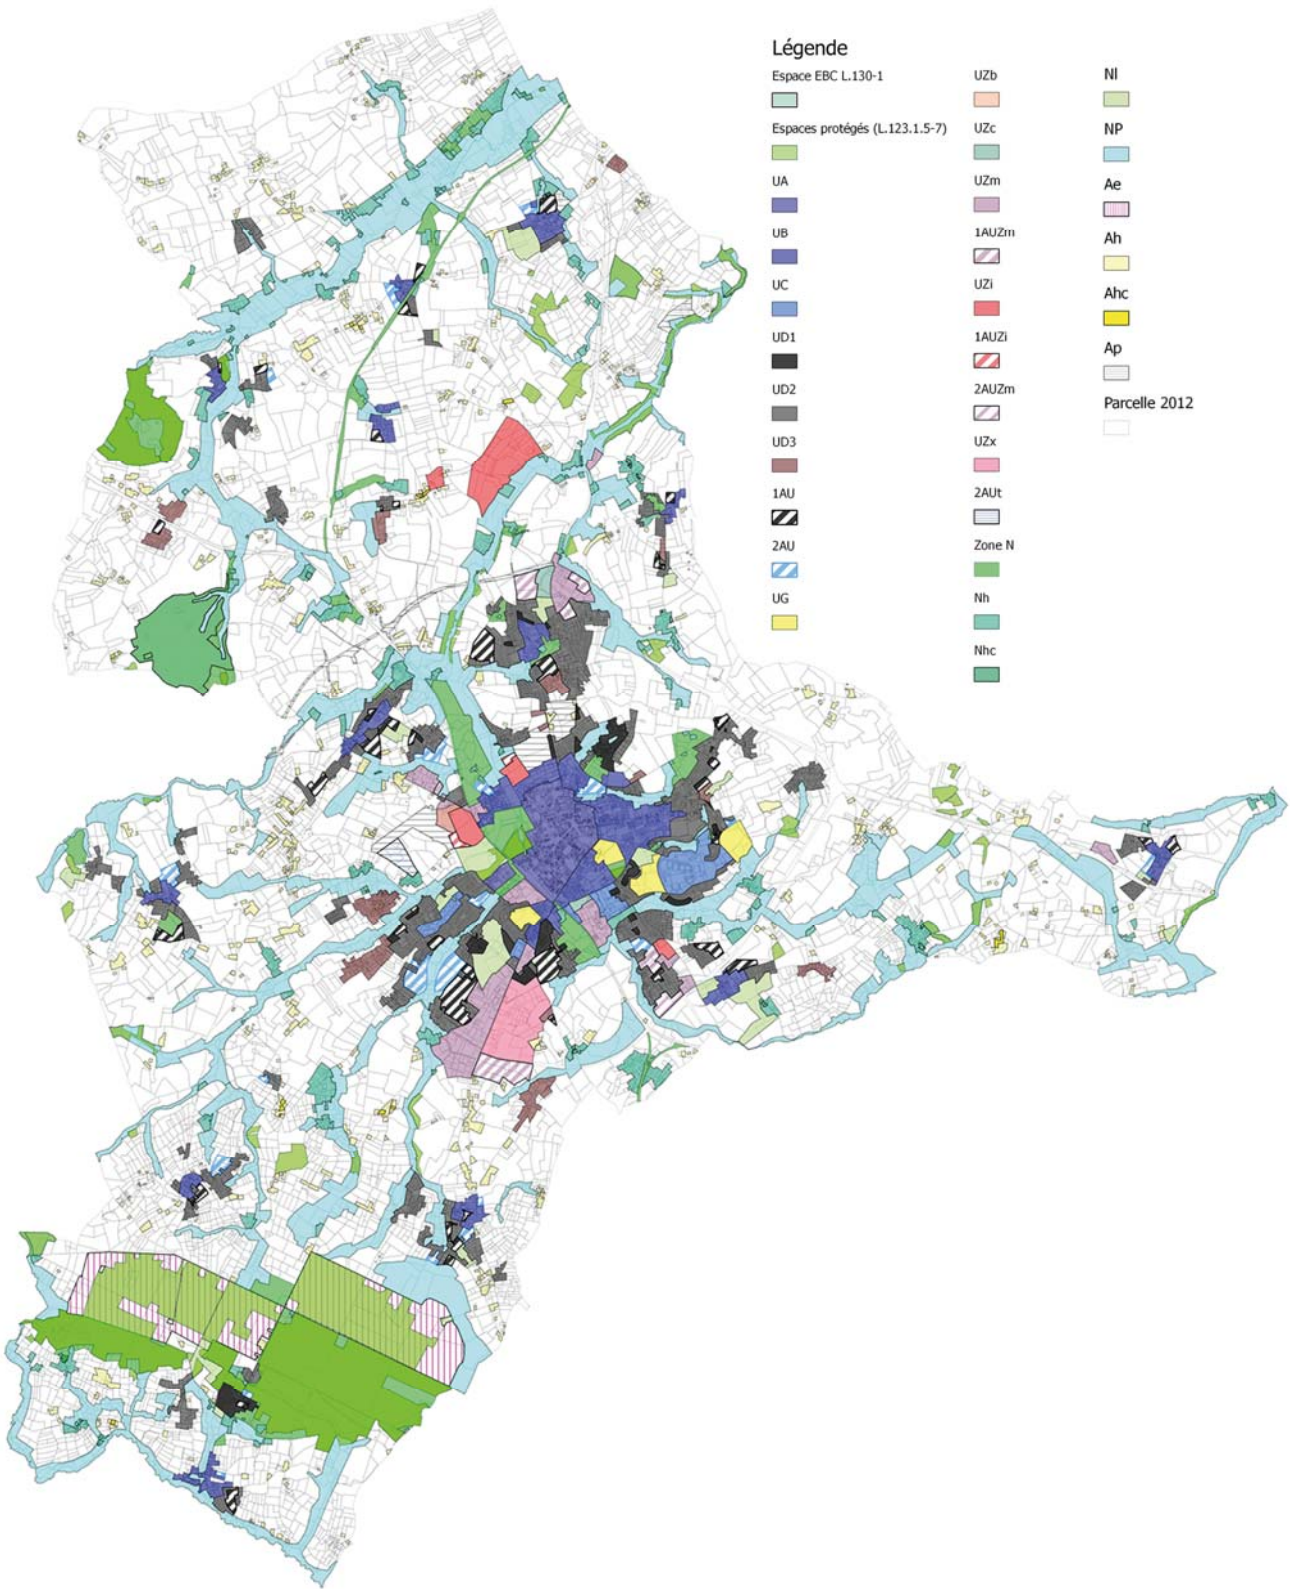 Légende
Espace EBC L.130-1
Espaces protégés (L.123.1.5-7)
UA
UB
UC
UD1
UD2
UD3
1AU
2AU
UG
UZb
UZc
UZm
1AUZm
UZi
1AUZi
2AUZm
UZx
2AUt
Zone N
Nh
Nhc
Nl
NP
Ae
Ah
Ahc
Ap
Parcelle 2012